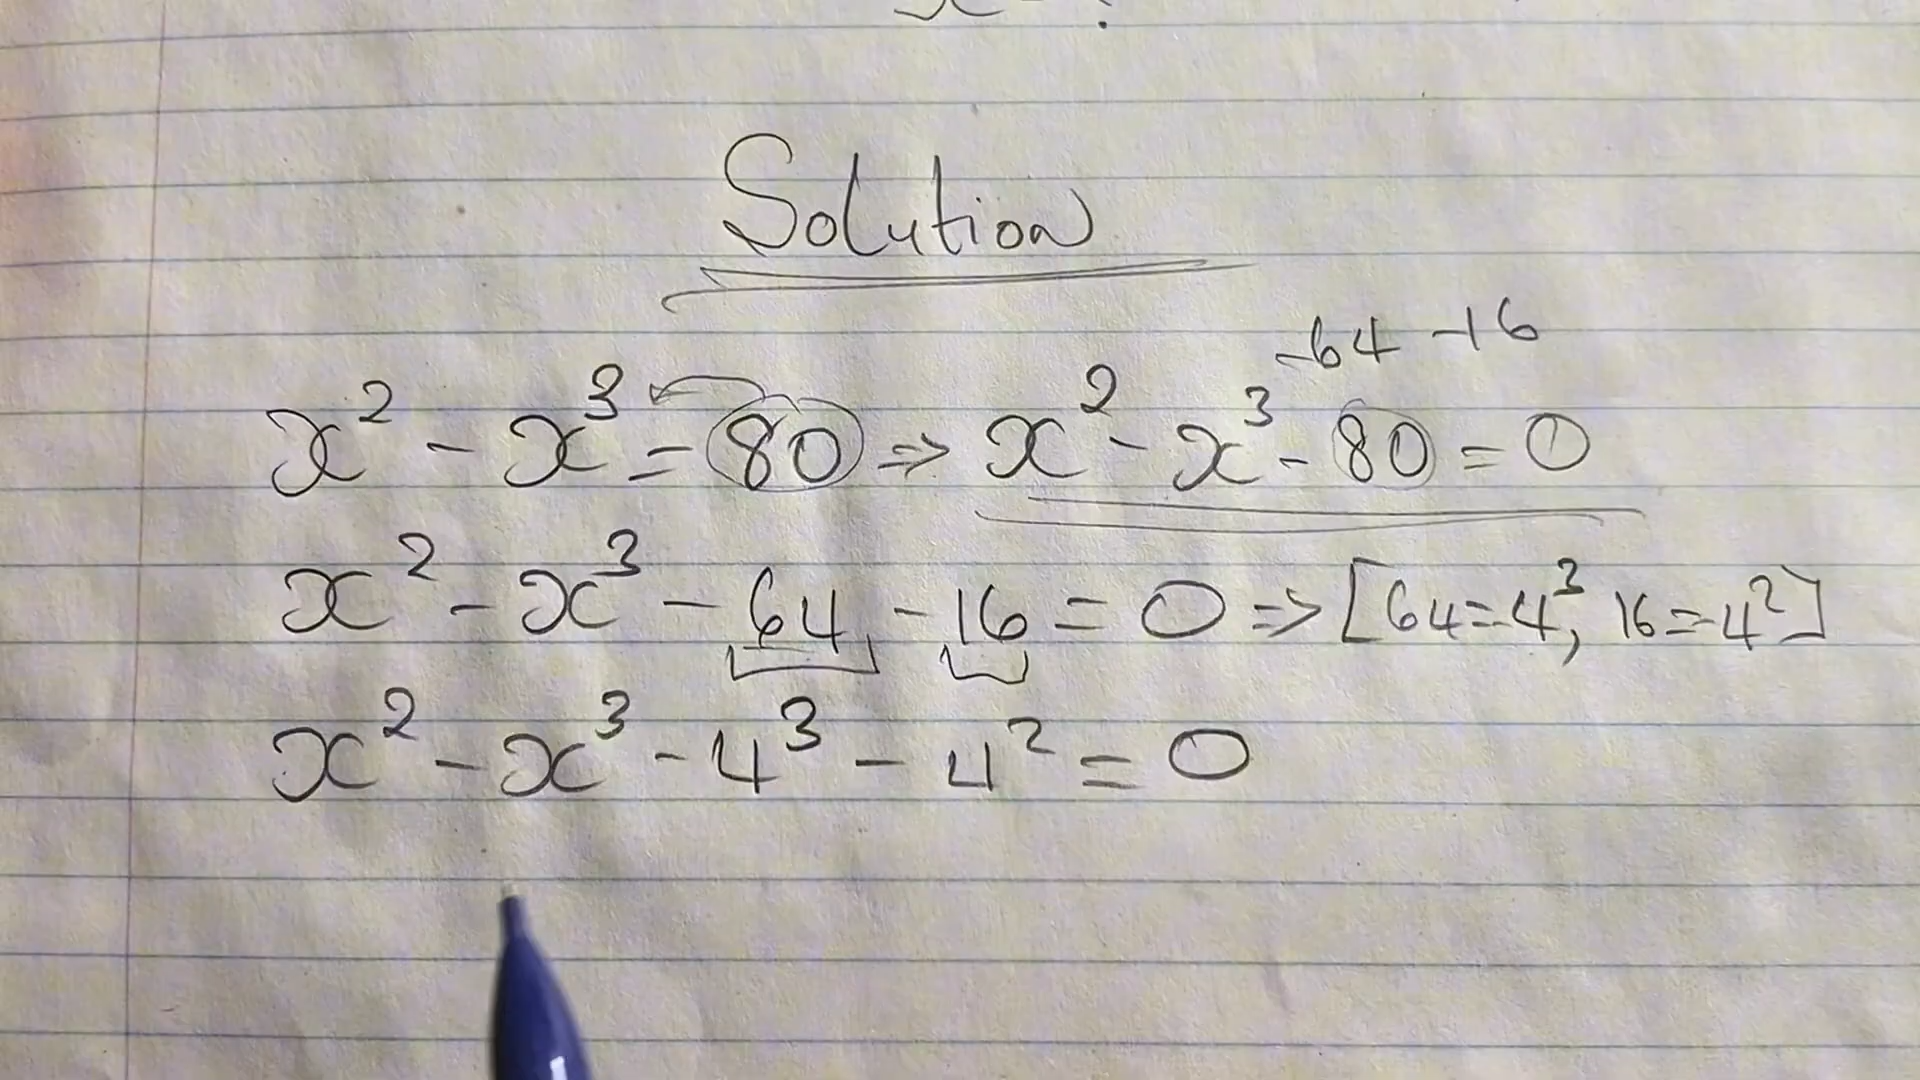 Solution
-64 -16
x² - x³ = 80 ⇒ x² - x³ - 80 = 0
x² - x³ - 64 - 16 = 0 ⇒ [64=4³, 16=4²]
x² - x³ - 4³ - 4² = 0